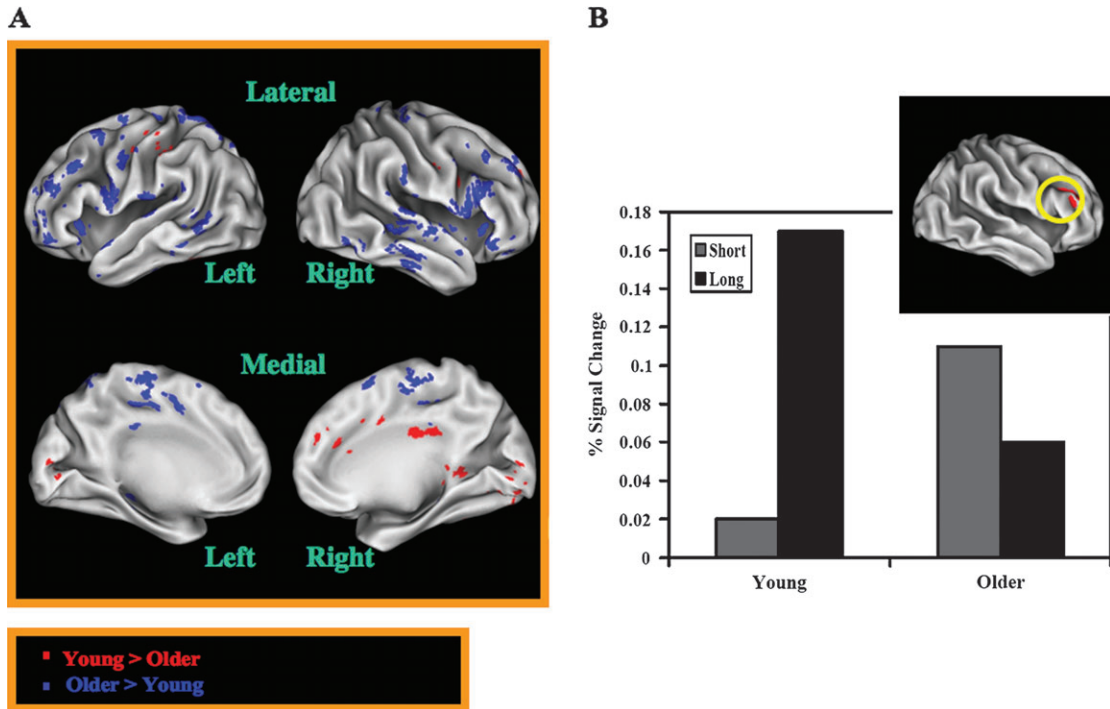 A
Lateral
Left
Right
Medial
Left
Right
Young > Older
Older > Young
B
0.18
0.16
0.14
0.12
0.1
0.08
0.06
0.04
0.02
0
% Signal Change
Short
Long
Young
Older